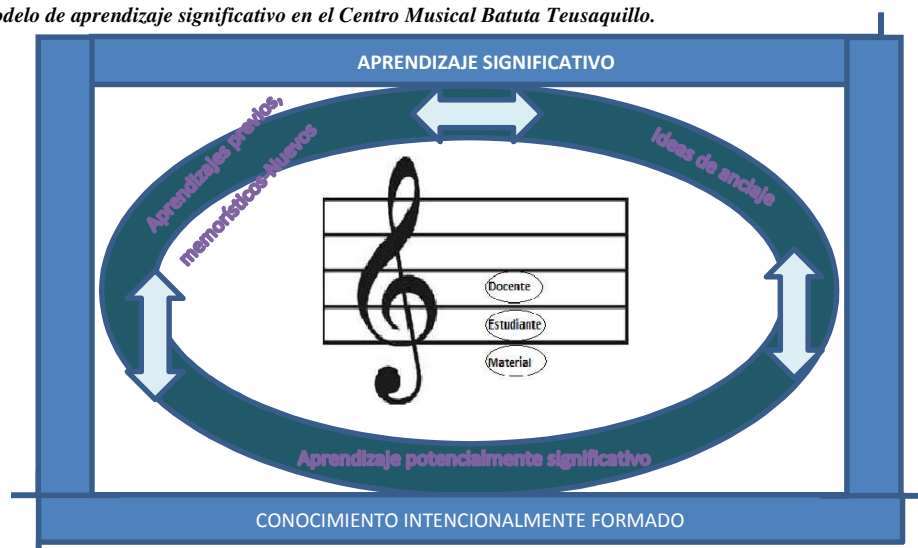 odelo de aprendizaje significativo en el Centro Musical Batuta Teusaquillo.
APRENDIZAJE SIGNIFICATIVO
Aprendizajes previos,
memorísticos-Nuevos
Ideas de anclaje
Docente
Estudiante
Material
Aprendizaje potencialmente significativo
CONOCIMIENTO INTENCIONALMENTE FORMADO